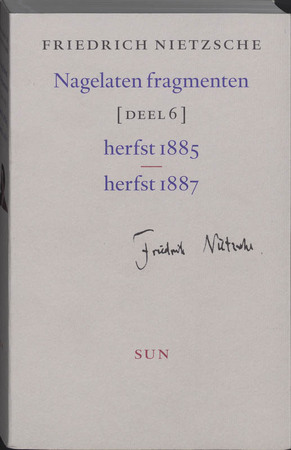 FRIEDRICH NIETZSCHE
Nagelaten fragmenten
[DEEL 6]
herfst 1885
herfst 1887
Friedrich Nietzsche.
SUN